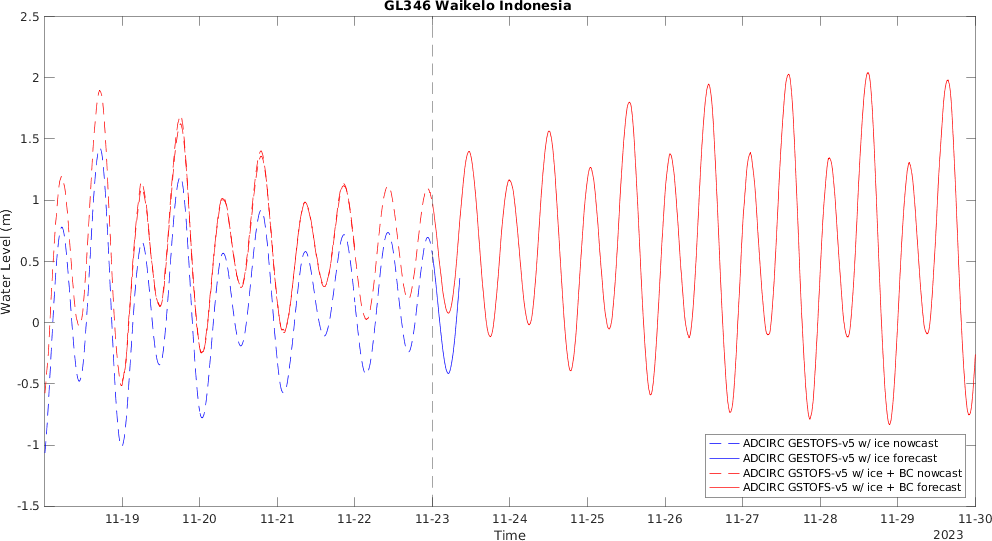 GL346 Waikelo Indonesia
2.5
2
1.5
1
0.5
0
-0.5
-1
-1.5
Water Level (m)
11-19 11-20 11-21 11-22 11-23 11-24 11-25 11-26 11-27 11-28 11-29 11-30
Time
2023
ADCIRC GESTOFS-v5 w/ ice nowcast
ADCIRC GESTOFS-v5 w/ ice forecast
ADCIRC GSTOFS-v5 w/ ice + BC nowcast
ADCIRC GSTOFS-v5 w/ ice + BC forecast